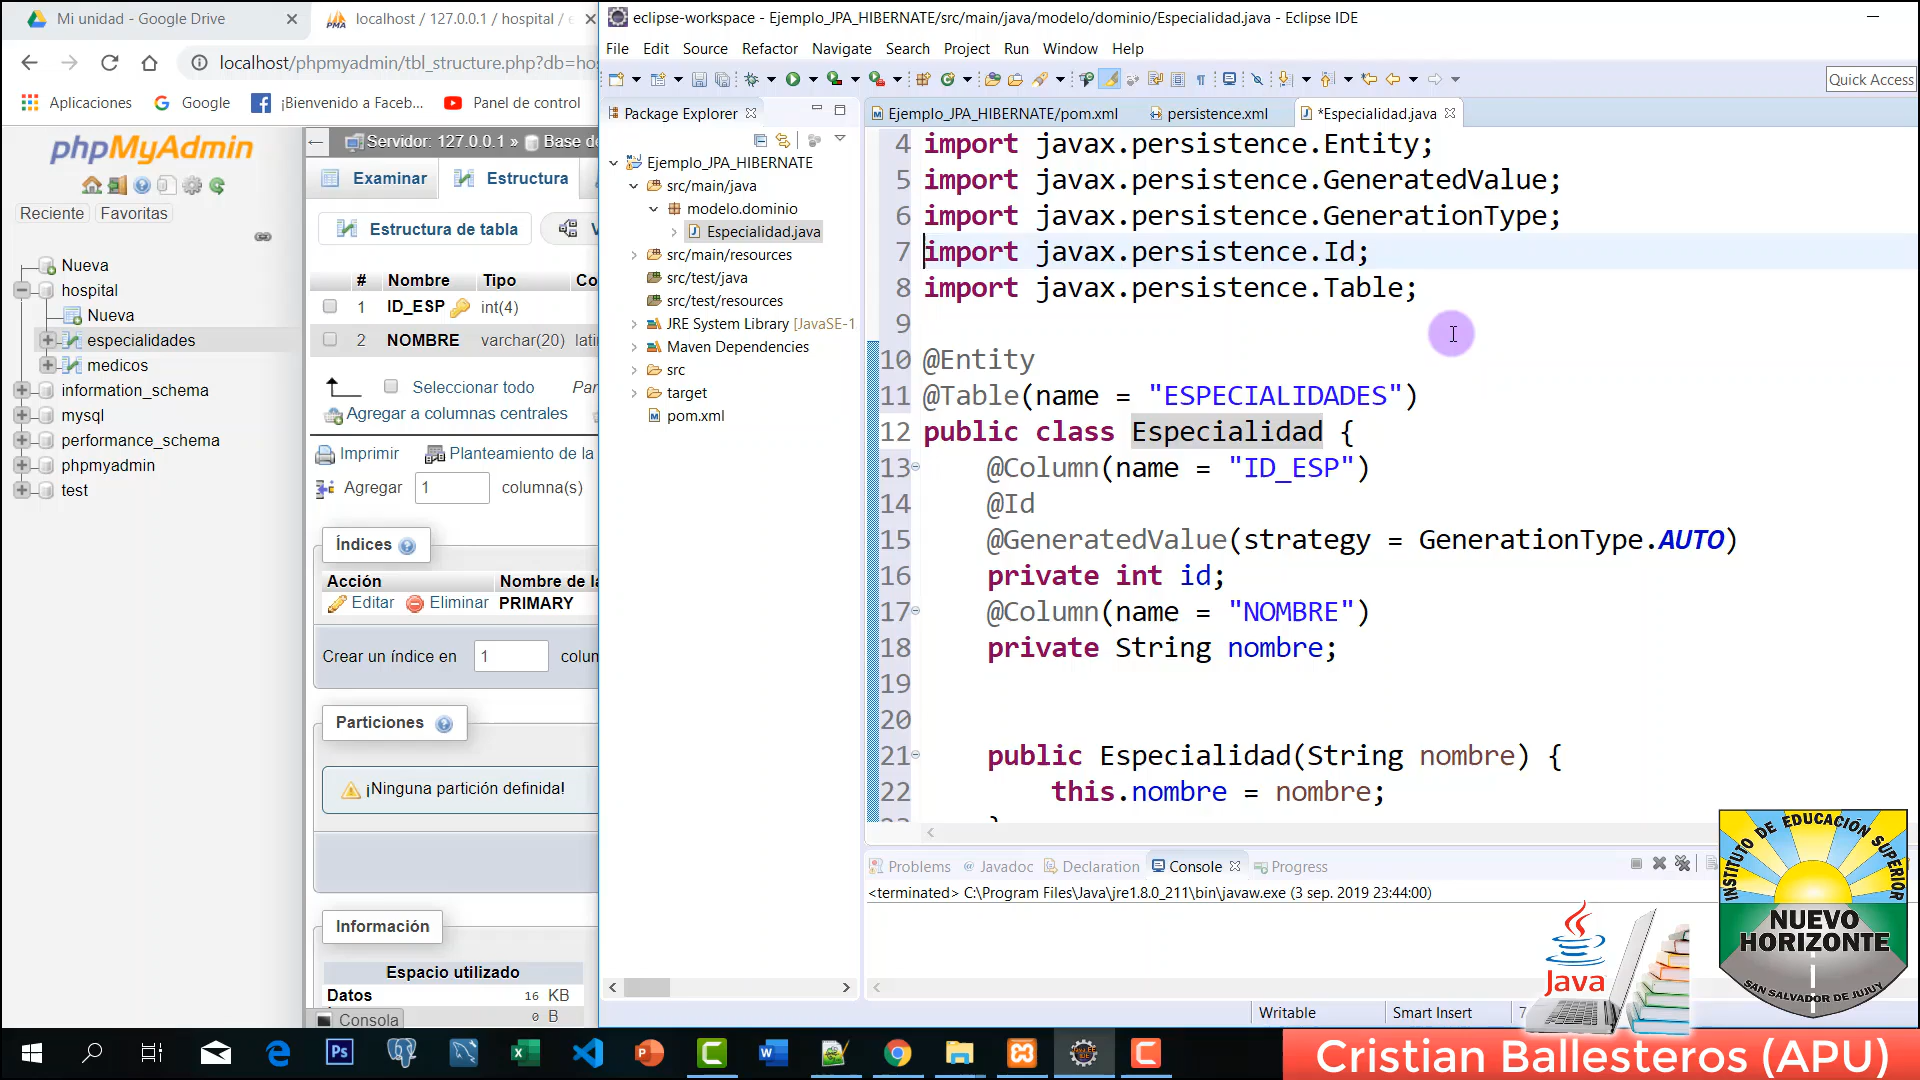 Mi unidad - Google Drive
localhost / 127.0.0.1 / hospital /
localhost/phpmyadmin/tbl_structure.php?db=hos
Aplicaciones
Google
¡Bienvenido a Faceb...
Panel de control
phpMyAdmin
Reciente
Favoritas
Nueva
hospital
Nueva
especialidades
medicos
information_schema
mysql
performance_schema
phpmyadmin
test
Servidor: 127.0.0.1 »
Base de
Examinar
Estructura
Estructura de tabla
# Nombre Tipo Co
1 ID_ESP int(4)
2 NOMBRE varchar(20) lati
Seleccionar todo
Agregar a columnas centrales
Imprimir
Planteamiento de la
Agregar 1 columna(s)
Índices
Acción
Editar
Eliminar PRIMARY
Crear un índice en 1
Particiones
¡Ninguna partición definida!
Información
Espacio utilizado
Datos 16 KB
0 B
Consola
eclipse-workspace - Ejemplo_JPA_HIBERNATE/src/main/java/modelo/dominio/Especialidad.java - Eclipse IDE
File Edit Source Refactor Navigate Search Project Run Window Help
Quick Access
Package Explorer
Ejemplo_JPA_HIBERNATE
src/main/java
modelo.dominio
Especialidad.java
src/main/resources
src/test/java
src/test/resources
JRE System Library [JavaSE-1
Maven Dependencies
src
target
pom.xml
Ejemplo_JPA_HIBERNATE/pom.xml
persistence.xml
*Especialidad.java
4 import javax.persistence.Entity;
5 import javax.persistence.GeneratedValue;
6 import javax.persistence.GenerationType;
7 import javax.persistence.Id;
8 import javax.persistence.Table;
9
10 @Entity
11 @Table(name = "ESPECIALIDADES")
12 public class Especialidad {
13 @Column(name = "ID_ESP")
14 @Id
15 @GeneratedValue(strategy = GenerationType.AUTO)
16 private int id;
17 @Column(name = "NOMBRE")
18 private String nombre;
19
20
21 public Especialidad(String nombre) {
22 this.nombre = nombre;
Problems
Javadoc
Declaration
Console
Progress
<terminated> C:\Program Files\Java\jre1.8.0_211\bin\javaw.exe (3 sep. 2019 23:44:00)
Writable
Smart Insert
7
Java
INSTITUTO DE EDUCACIÓN SUPERIOR
NUEVO
HORIZONTE
SAN SALVADOR DE JUJUY
Cristian Ballesteros (APU)